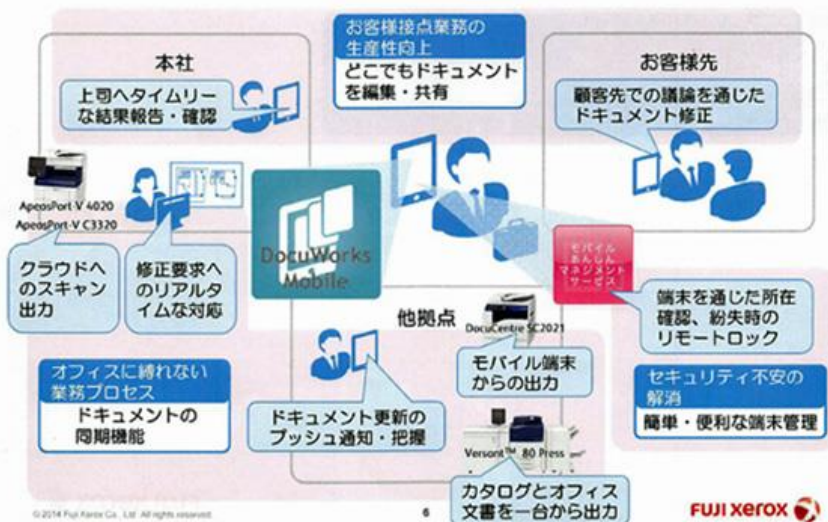 お客様接点業務の
生産性向上
どこでもドキュメント
を編集・共有
本社
お客様先
上司へタイムリー
な結果報告・確認
顧客先での議論を通じた
ドキュメント修正
ApeosPort-V 4020
ApeosPort-V C3320
DocuWorks
Mobile
モバイル
あんしん
マネジメント
サービス
クラウドへ
のスキャン
出力
修正要求へ
のリアルタ
イムな対応
端末を通じた所在
確認、紛失時の
リモートロック
他拠点
DocuCentre SC2021
モバイル端末
からの出力
オフィスに縛れない
業務プロセス
ドキュメントの
同期機能
ドキュメント更新の
プッシュ通知・把握
セキュリティ不安の
解消
簡単・便利な端末管理
Versant™ 80 Press
カタログとオフィス
文書を一台から出力
© 2014 Fuji Xerox Co., Ltd. All rights reserved.
6
FUJI XEROX